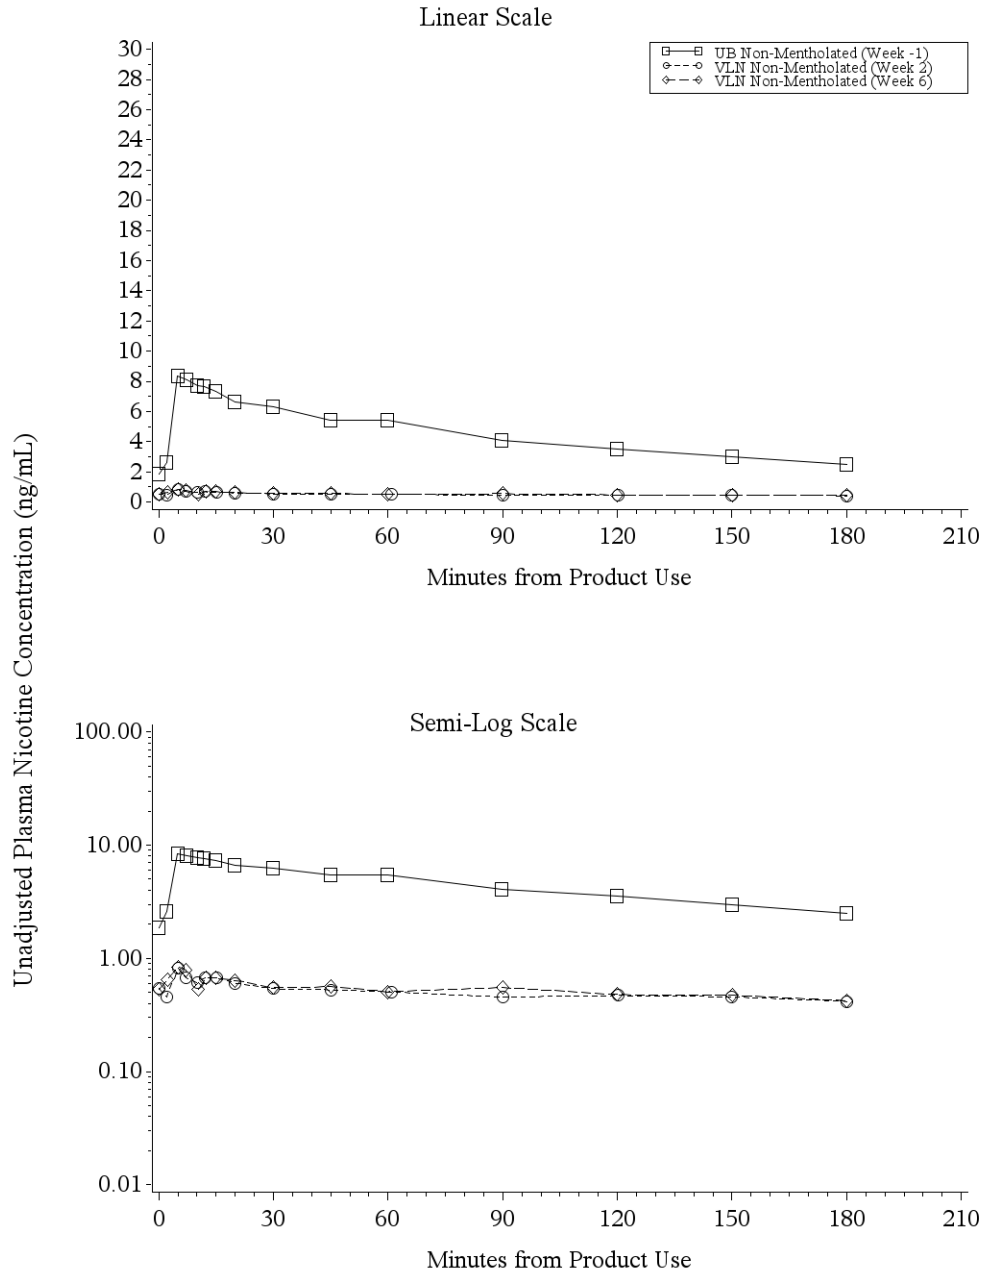 Linear Scale
UB Non-Mentholated (Week -1)
VLN Non-Mentholated (Week 2)
VLN Non-Mentholated (Week 6)
30
28
26
24
22
20
18
16
14
12
10
8
6
4
2
0
0 30 60 90 120 150 180 210
Minutes from Product Use
Unadjusted Plasma Nicotine Concentration (ng/mL)
Semi-Log Scale
100.00
10.00
1.00
0.10
0.01
0 30 60 90 120 150 180 210
Minutes from Product Use